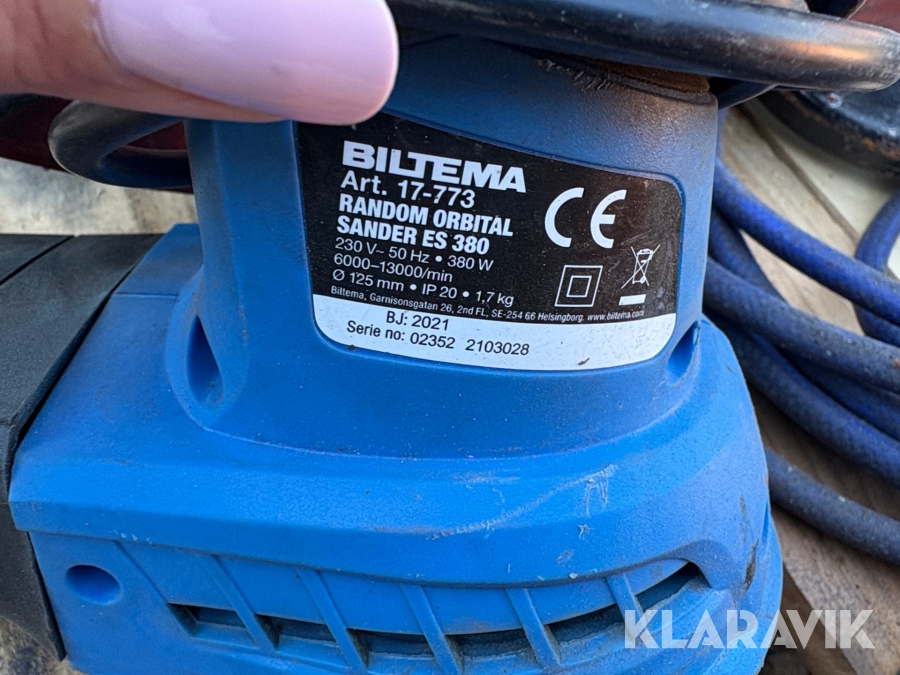 BILTEMA
Art. 17-773
RANDOM ORBITAL
SANDER ES 380
230 V~ 50 Hz • 380 W
6000–13000/min
Ø 125 mm • IP 20 • 1,7 kg
Biltema, Garnisonsgatan 26, 2nd FL, SE-254 66 Helsingborg. www.biltema.com
BJ: 2021
Serie no: 02352 2103028
CE
KLARAVIK